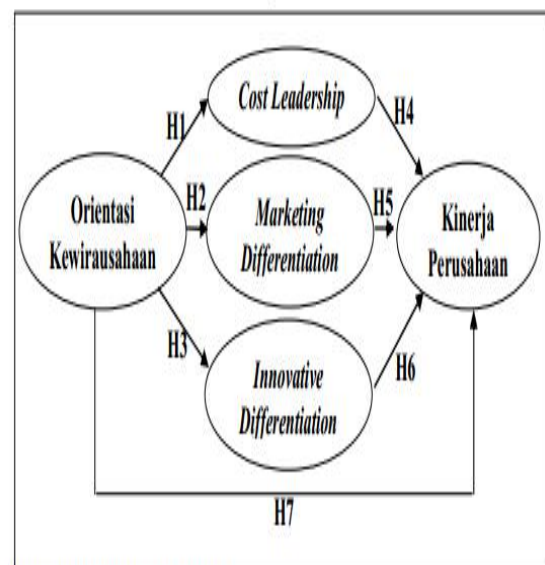 Cost Leadership
H1
H4
Orientasi
Kewirausahaan
H2
Marketing
Differentiation
H5
Kinerja
Perusahaan
H3
Innovative
Differentiation
H6
H7